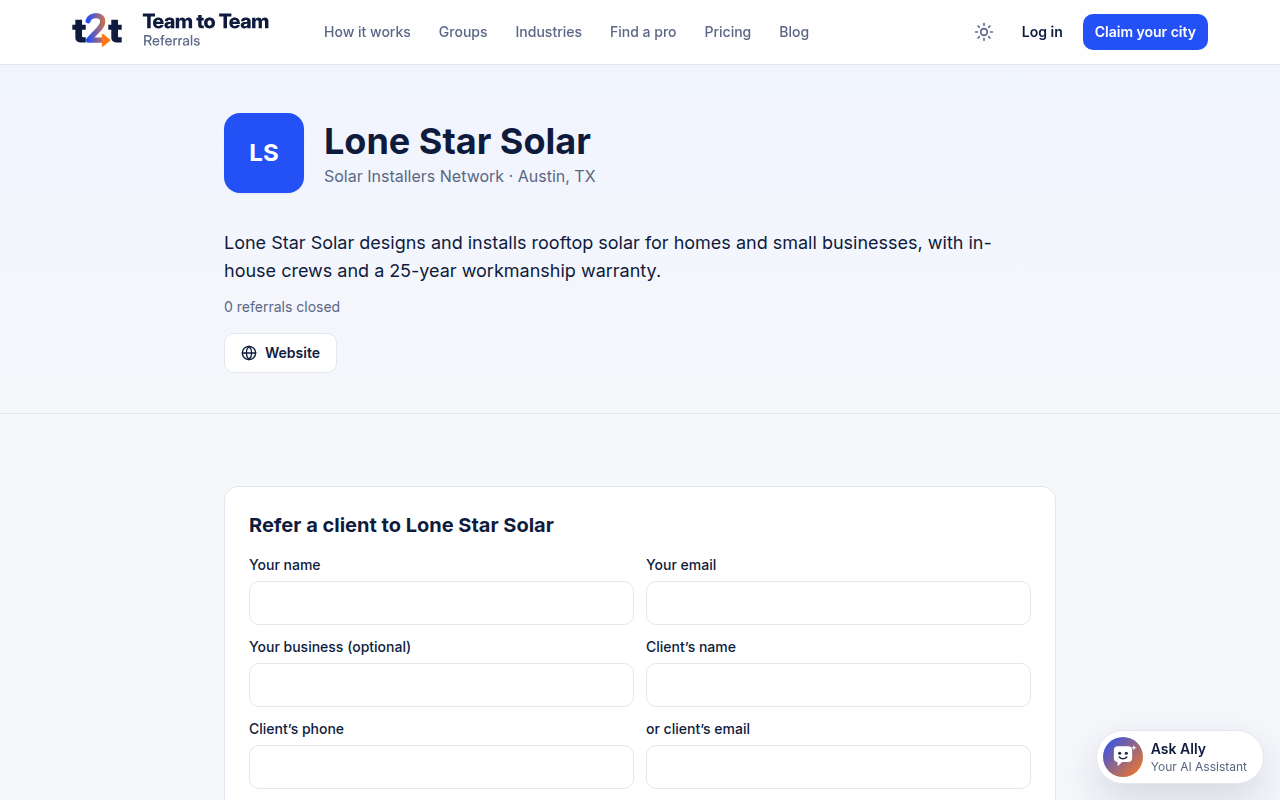 t2t
Team to Team
Referrals
How it works
Groups
Industries
Find a pro
Pricing
Blog
Log in
Claim your city
LS
Lone Star Solar
Solar Installers Network · Austin, TX
Lone Star Solar designs and installs rooftop solar for homes and small businesses, with in-
house crews and a 25-year workmanship warranty.
0 referrals closed
Website
Refer a client to Lone Star Solar
Your name
Your email
Your business (optional)
Client’s name
Client’s phone
or client’s email
Ask Ally
Your AI Assistant